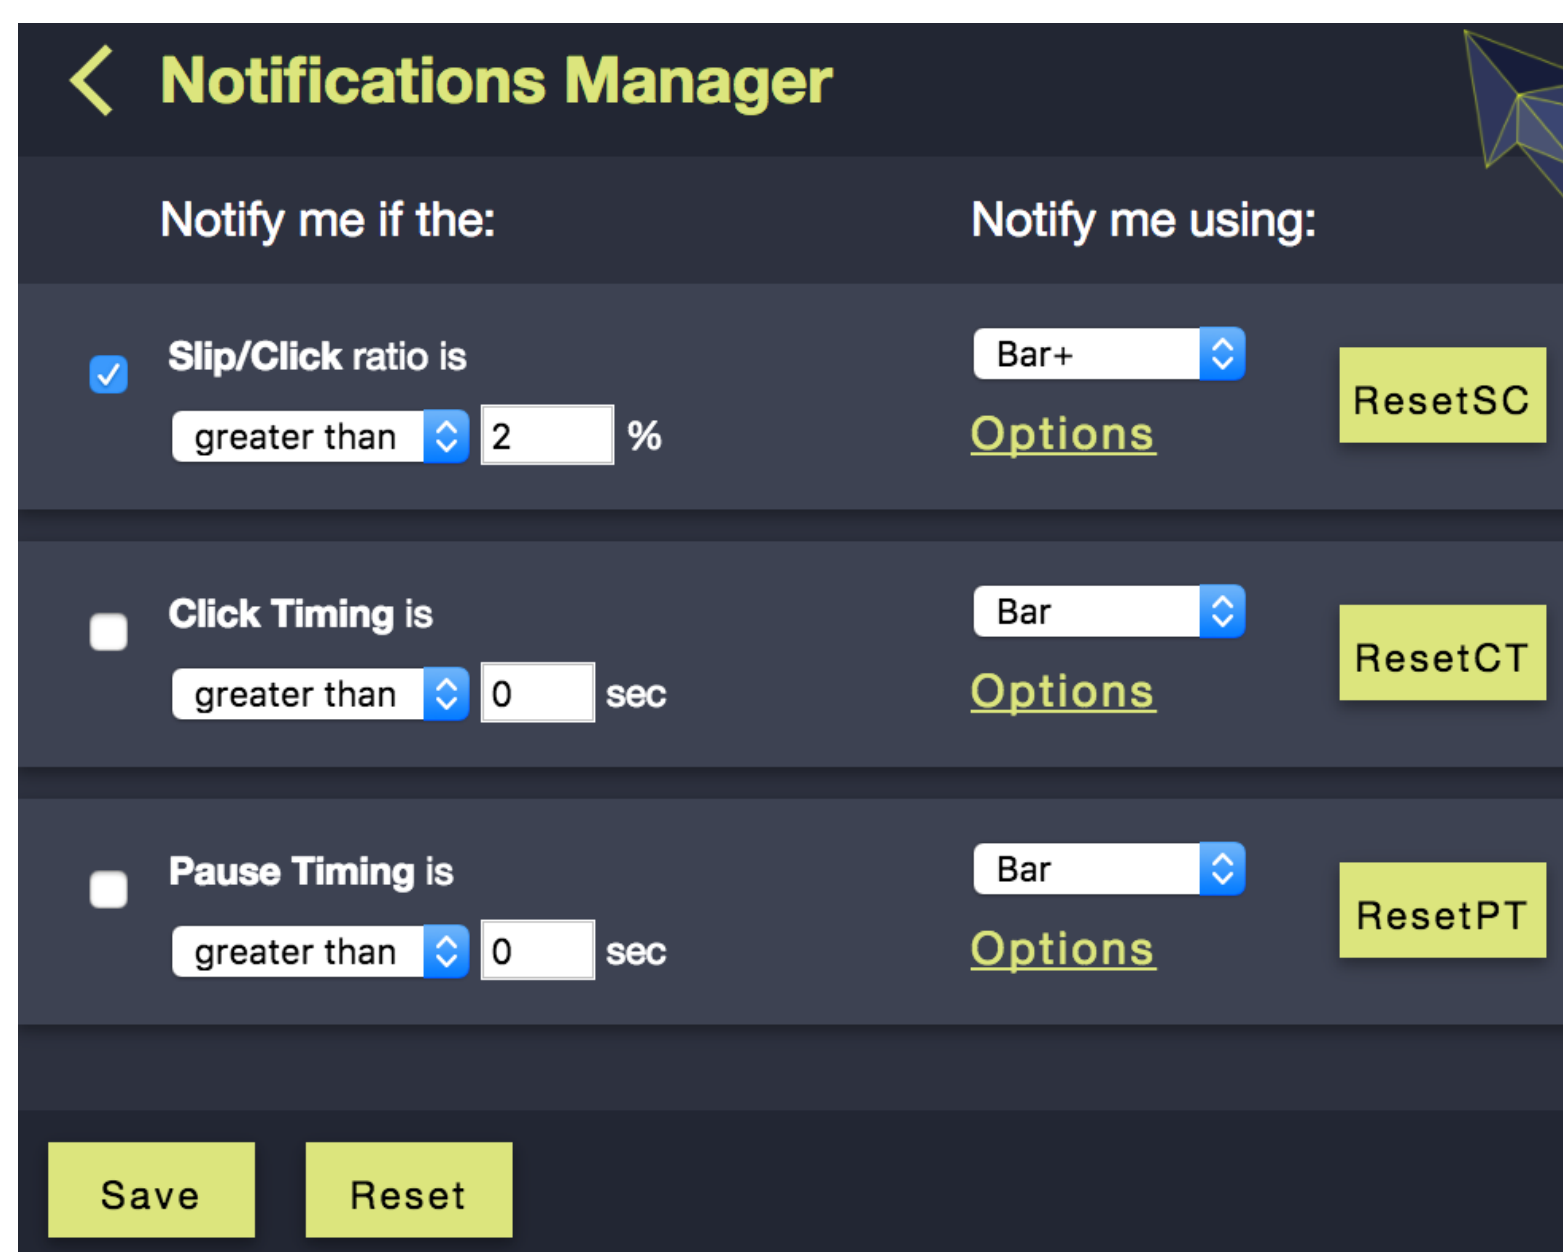 Notifications Manager
Notify me if the: Notify me using:
Slip/Click ratio is Bar+
greater than 2 % Options ResetSC
Click Timing is Bar
greater than 0 sec Options ResetCT
Pause Timing is Bar
greater than 0 sec Options ResetPT
Save Reset